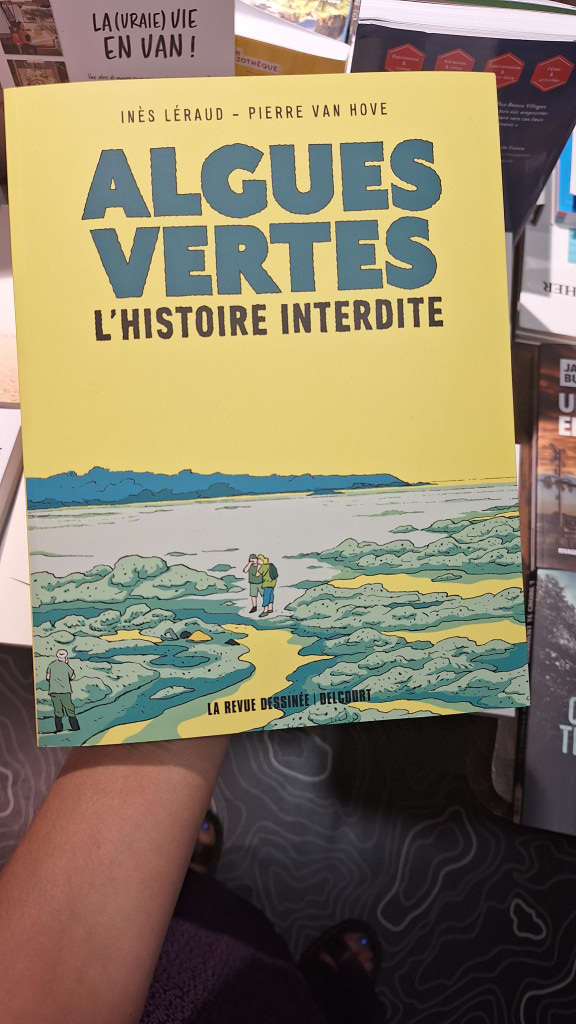 LA (VRAIE) VIE
EN VAN !
INÈS LÉRAUD – PIERRE VAN HOVE
ALGUES
VERTES
L'HISTOIRE INTERDITE
LA REVUE DESSINÉE | DELCOURT